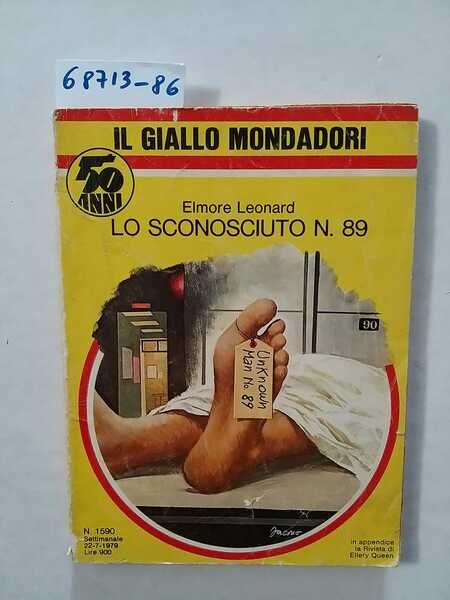 68713-86
IL GIALLO MONDADORI
50
ANNI
Elmore Leonard
LO SCONOSCIUTO N. 89
90
Unknown
Man No. 89
N. 1590
Settimanale
22-7-1979
Lire 900
Jacono
in appendice
la Rivista di
Ellery Queen